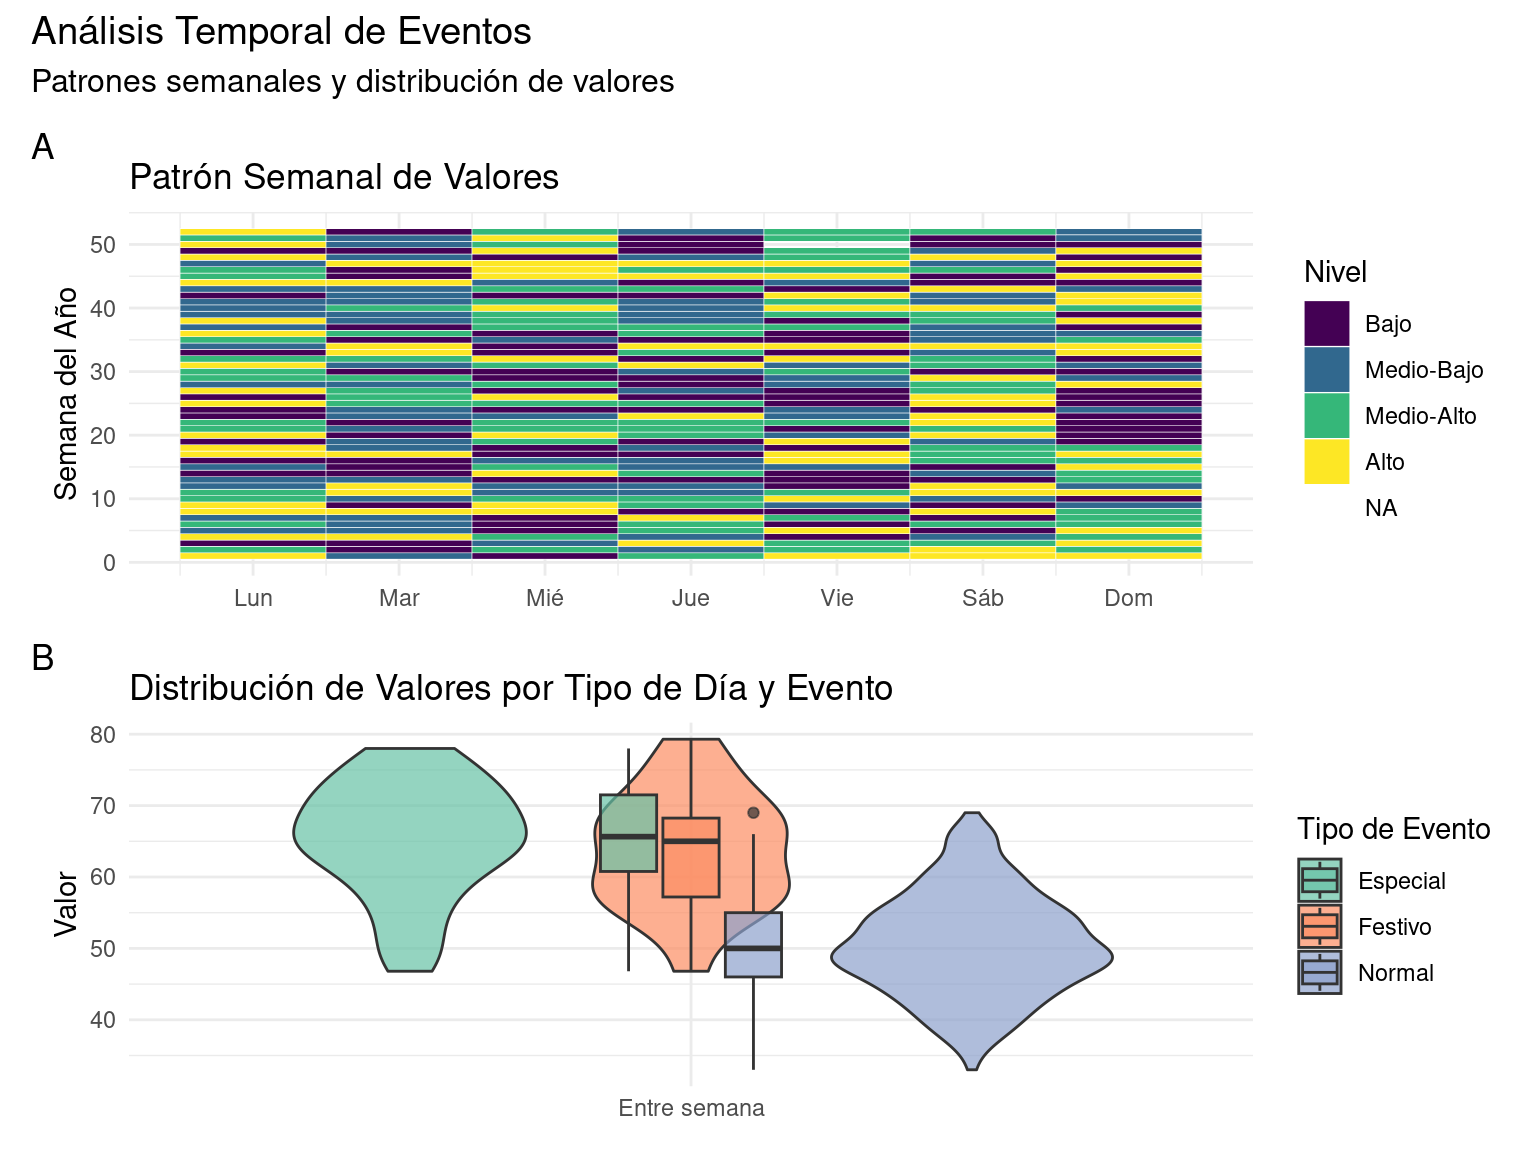 Análisis Temporal de Eventos
Patrones semanales y distribución de valores
A
Patrón Semanal de Valores
Semana del Año
50
40
30
20
10
0
Lun Mar Mié Jue Vie Sáb Dom
Nivel
Bajo
Medio-Bajo
Medio-Alto
Alto
NA
B
Distribución de Valores por Tipo de Día y Evento
Valor
80
70
60
50
40
Entre semana
Tipo de Evento
Especial
Festivo
Normal